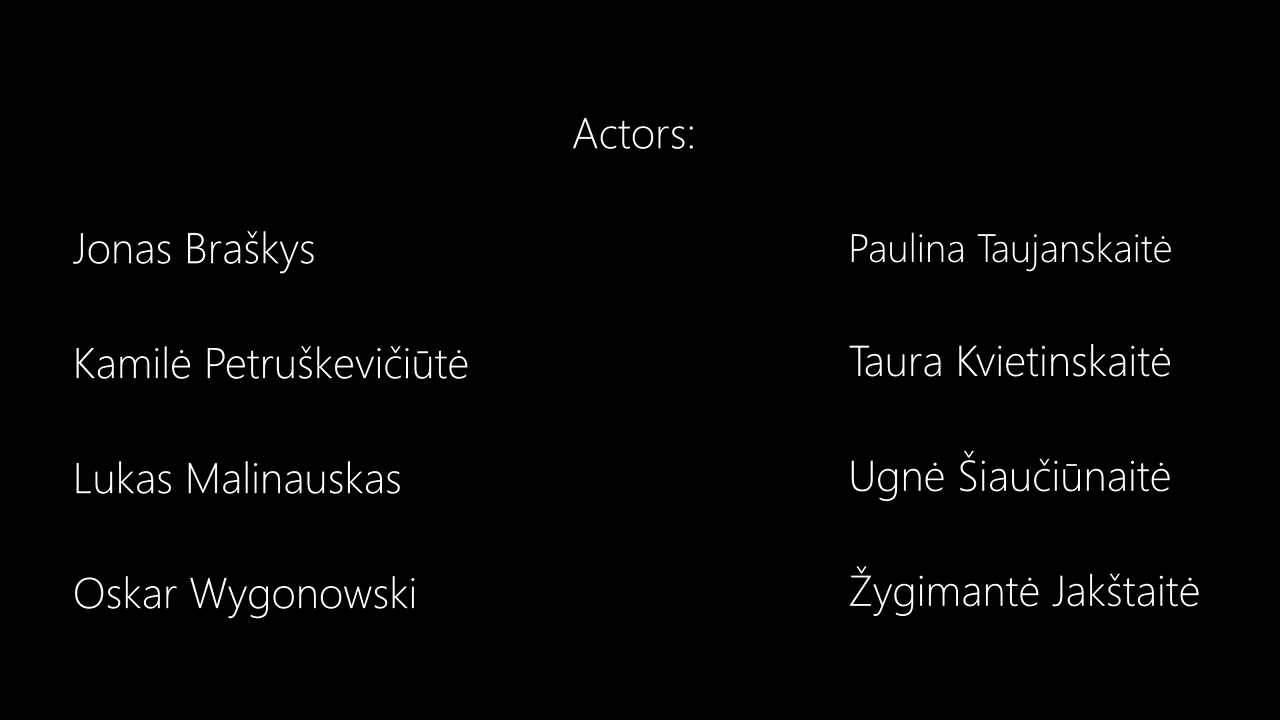 Actors:
Jonas Braškys
Kamilė Petruškevičiūtė
Lukas Malinauskas
Oskar Wygonowski
Paulina Taujanskaitė
Taura Kvietinskaitė
Ugnė Šiaučiūnaitė
Žygimantė Jakštaitė